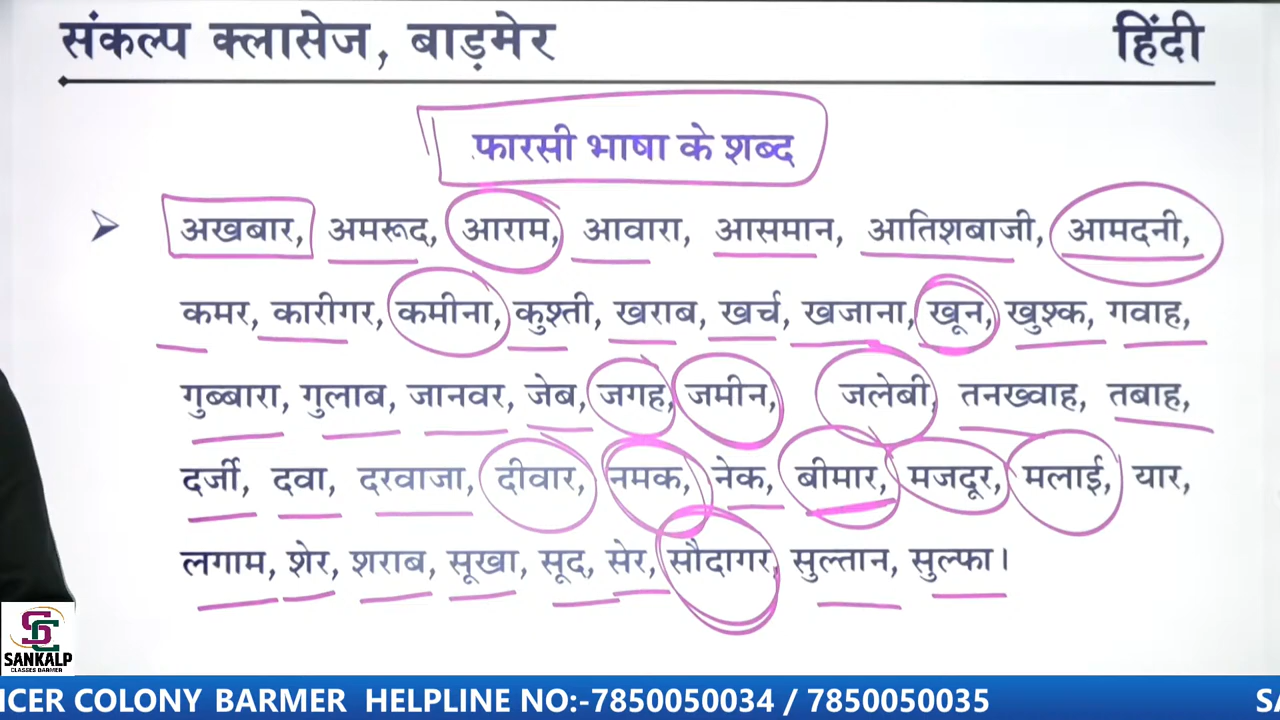 संकल्प क्लासेज, बाड़मेर
हिंदी
फारसी भाषा के शब्द
अखबार, अमरूद, आराम, आवारा, आसमान, आतिशबाजी, आमदनी,
कमर, कारीगर, कमीना, कुश्ती, खराब, खर्च, खजाना, खून, खुश्क, गवाह,
गुब्बारा, गुलाब, जानवर, जेब, जगह, जमीन, जलेबी, तनख्वाह, तबाह,
दर्जी, दवा, दरवाजा, दीवार, नमक, नेक, बीमार, मजदूर, मलाई, यार,
लगाम, शेर, शराब, सूखा, सूद, सेर, सौदागर, सुल्तान, सुल्फा।
SC
SANKALP
CLASSES BARMER
ICER COLONY BARMER HELPLINE NO:-7850050034 / 7850050035
SA